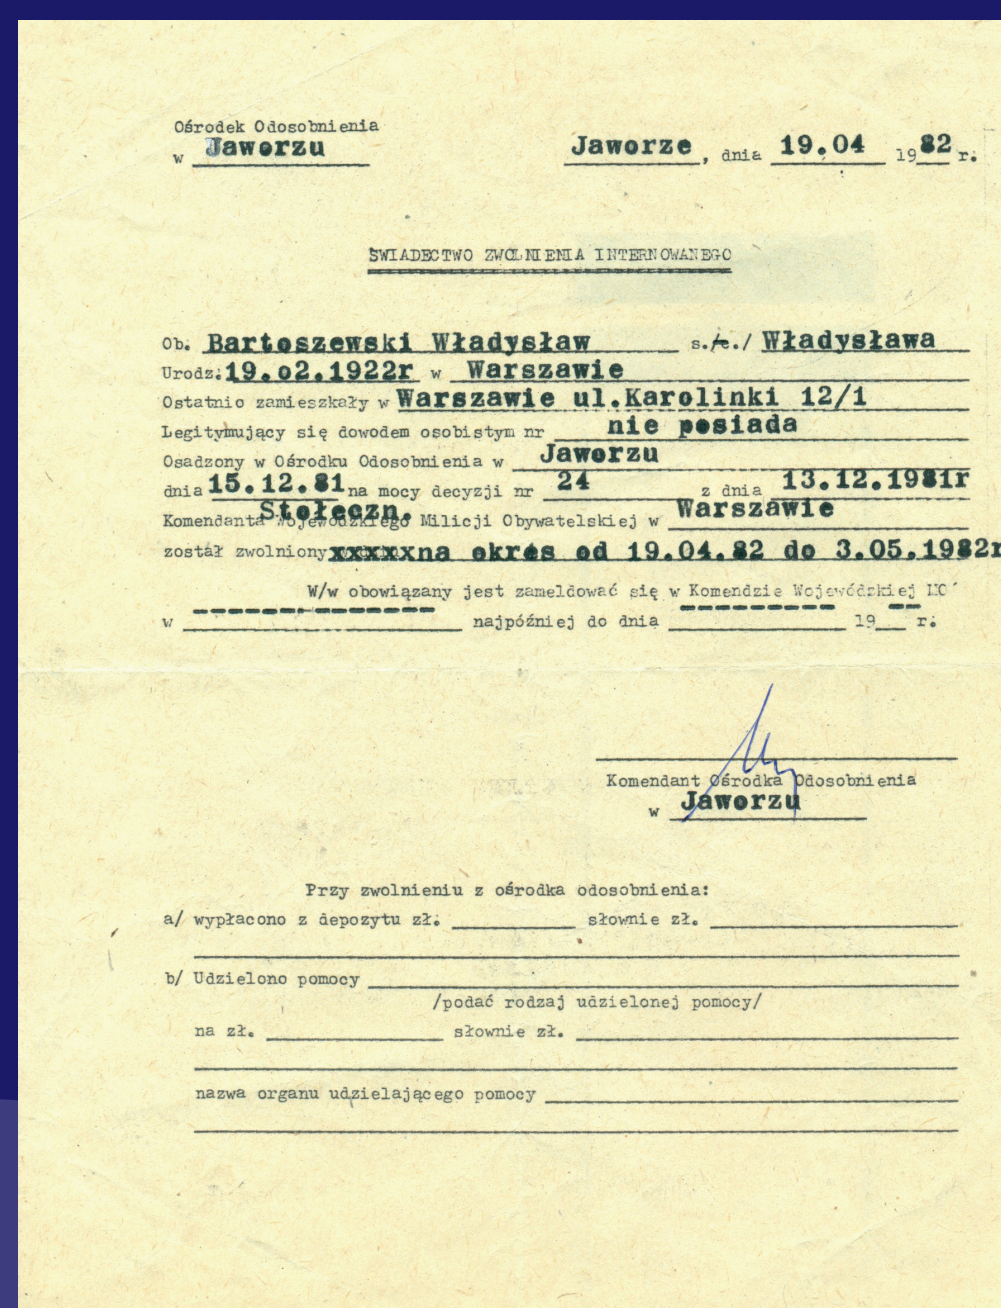 Ośrodek Odosobnienia
w Jaworzu
Jaworze, dnia 19.04 1982 r.
ŚWIADECTWO ZWOLNIENIA INTERNOWANEGO
Ob. Bartoszewski Władysław s./c./ Władysława
Urodz. 19.02.1922r w Warszawie
Ostatnio zamieszkały w Warszawie ul.Karolinki 12/1
Legitymujący się dowodem osobistym nr nie posiada
Osadzony w Ośrodku Odosobnienia w Jaworzu
dnia 15.12.81 na mocy decyzji nr 24 z dnia 13.12.1981r
Komendanta Stołeczn. Wojewódzkiego Milicji Obywatelskiej w Warszawie
został zwolniony xxxxxna okres od 19.04.82 do 3.05.1982r
W/w obowiązany jest zameldować się w Komendzie Wojewódzkiej MO
w najpóźniej do dnia 19 r.
Komendant Ośrodka Odosobnienia
w Jaworzu
Przy zwolnieniu z ośrodka odosobnienia:
a/ wypłacono z depozytu zł. słownie zł.
b/ Udzielono pomocy
/podać rodzaj udzielonej pomocy/
na zł. słownie zł.
nazwa organu udzielającego pomocy